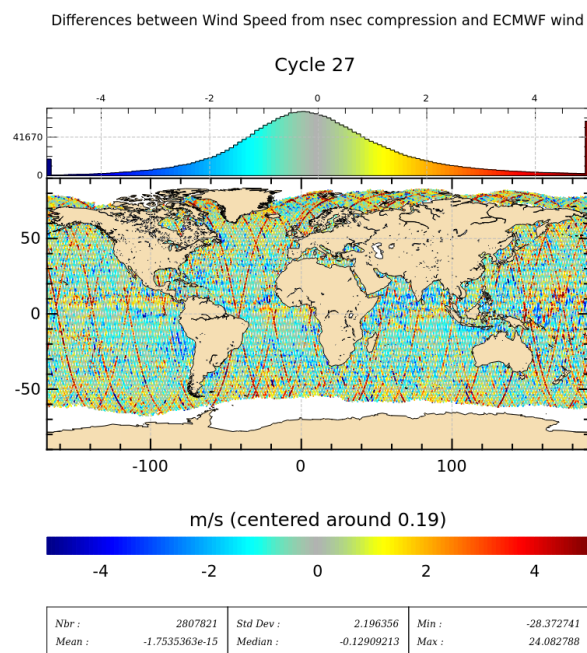 Differences between Wind Speed from nsec compression and ECMWF wind
Cycle 27
-4 -2 0 2 4
41670
0
50
0
-50
-100 0 100
m/s (centered around 0.19)
-4 -2 0 2 4
Nbr : 2807821 Std Dev : 2.196356 Min : -28.372741
Mean : -1.7535363e-15 Median : -0.12909213 Max : 24.082788